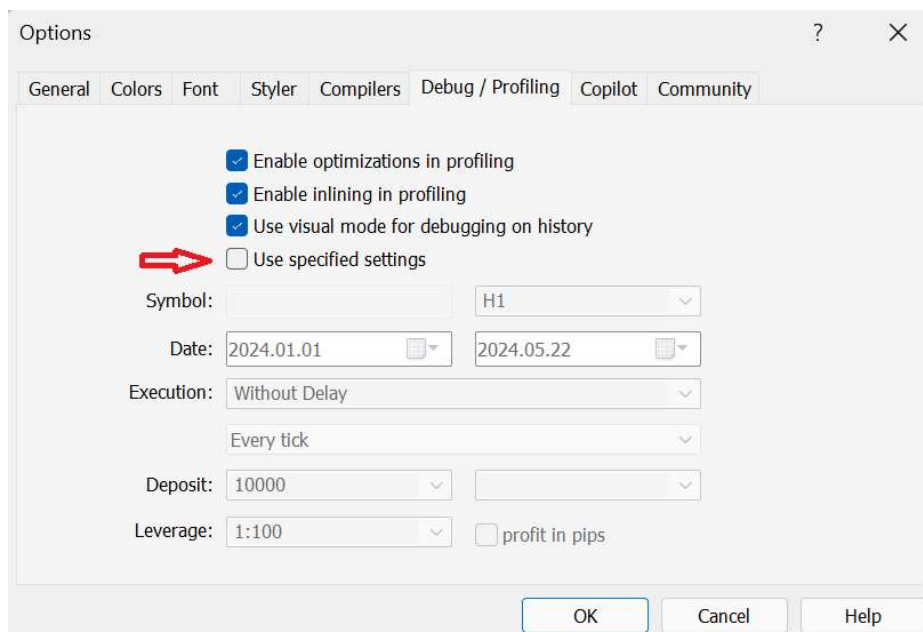 Options ?
General Colors Font Styler Compilers Debug / Profiling Copilot Community
Enable optimizations in profiling
Enable inlining in profiling
Use visual mode for debugging on history
Use specified settings
Symbol: H1
Date: 2024.01.01 2024.05.22
Execution: Without Delay
Every tick
Deposit: 10000
Leverage: 1:100 profit in pips
OK Cancel Help